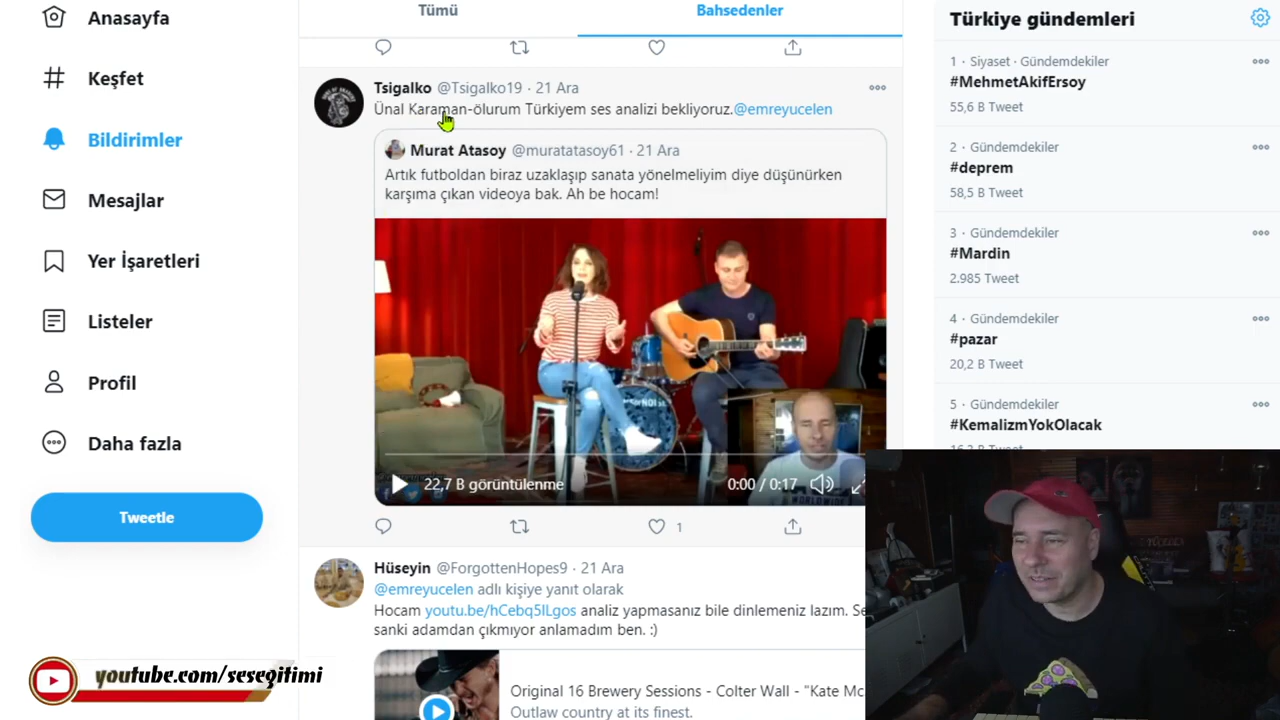 Anasayfa
Keşfet
Bildirimler
Mesajlar
Yer İşaretleri
Listeler
Profil
Daha fazla
Tweetle
youtube.com/sesegitimi
Tümü
Bahsedenler
Tsigalko @Tsigalko19 · 21 Ara
Ünal Karaman-ölurum Türkiyem ses analizi bekliyoruz.@emreyucelen
Murat Atasoy @muratatasoy61 · 21 Ara
Artık futboldan biraz uzaklaşıp sanata yönelmeliyim diye düşünürken
karşıma çıkan videoya bak. Ah be hocam!
22,7 B görüntülenme
0:00 / 0:17
1
Hüseyin @ForgottenHopes9 · 21 Ara
@emreyucelen adlı kişiye yanıt olarak
Hocam youtu.be/hCebq5lLgos analiz yapmasanız bile dinlemeniz lazım. Se
sanki adamdan çıkmıyor anlamadım ben. :)
Original 16 Brewery Sessions - Colter Wall - "Kate Mc
Outlaw country at its finest.
Türkiye gündemleri
1 · Siyaset · Gündemdekiler
#MehmetAkifErsoy
55,6 B Tweet
2 · Gündemdekiler
#deprem
58,5 B Tweet
3 · Gündemdekiler
#Mardin
2.985 Tweet
4 · Gündemdekiler
#pazar
20,2 B Tweet
5 · Gündemdekiler
#KemalizmYokOlacak